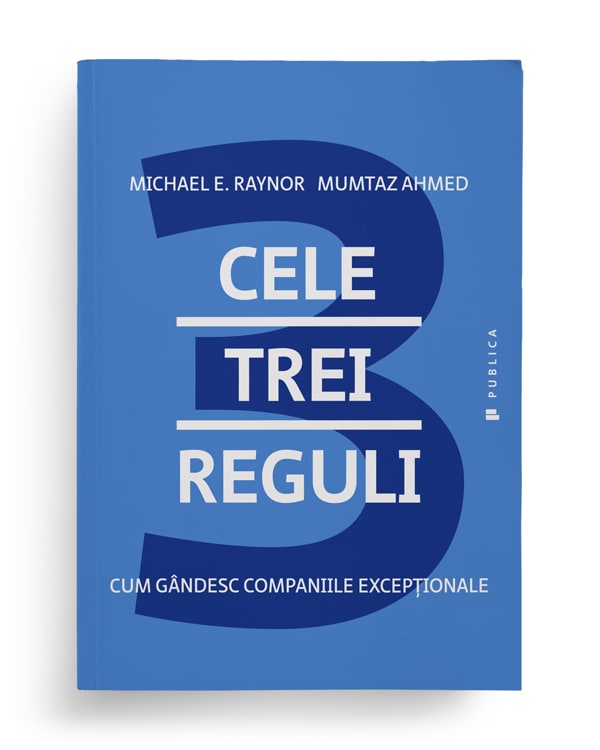 MICHAEL E. RAYNOR MUMTAZ AHMED
CELE
TREI
REGULI
PUBLICA
CUM GÂNDESC COMPANIILE EXCEPȚIONALE